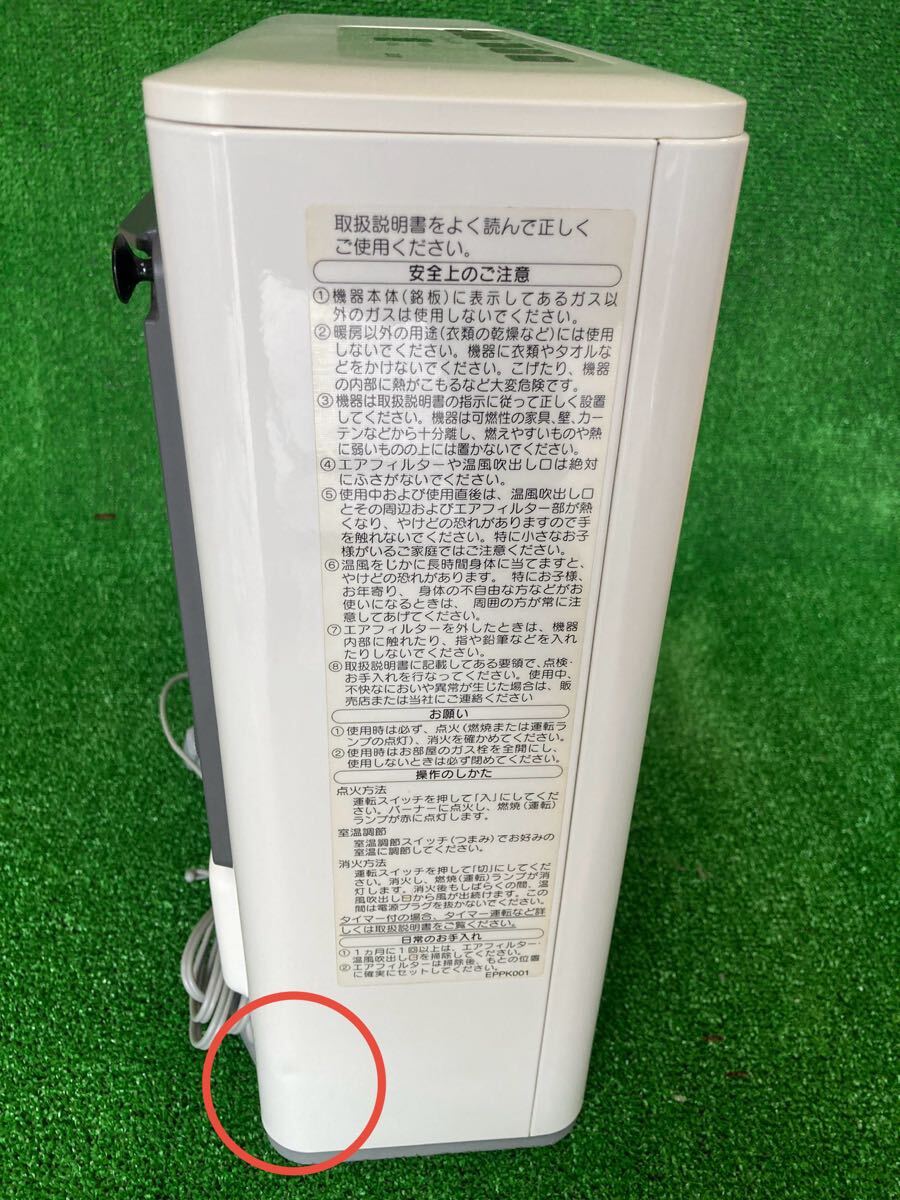 取扱説明書をよく読んで正しく
ご使用ください。
安全上のご注意
①機器本体(銘板)に表示してあるガス以
外のガスは使用しないでください。
②暖房以外の用途(衣類の乾燥など)には使用
しないでください。機器に衣類やタオルな
どをかけないでください。こげたり、機器
の内部に熱がこもるなど大変危険です。
③機器は取扱説明書の指示に従って正しく設置
してください。機器は可燃性の家具、壁、カー
テンなどから十分離し、燃えやすいものや熱
に弱いものの上には置かないでください。
④エアフィルターや温風吹出し口は絶対
にふさがないでください。
⑤使用中および使用直後は、温風吹出し口
とその周辺およびエアフィルター部が熱
くなり、やけどの恐れがありますので手
を触れないでください。特に小さなお子
様がいるご家庭ではご注意ください。
⑥温風をじかに長時間身体に当てますと、
やけどの恐れがあります。特にお子様、
お年寄り、身体の不自由な方などがお
使いになるときは、周囲の方が常に注
意してあげてください。
⑦エアフィルターを外したときは、機器
内部に触れたり、指や鉛筆などを入れ
たりしないでください。
⑧取扱説明書に記載してある要領で、点検・
お手入れを行なってください。使用中、
不快なにおいや異常が生じた場合は、販
売店または当社にご連絡ください
お願い
①使用時は必ず、点火(燃焼または運転ラ
ンプの点灯)、消火を確かめてください。
②使用時はお部屋のガス栓を全開にし、
使用しないときは必ず閉めてください。
操作のしかた
点火方法
運転スイッチを押して「入」にしてくだ
さい。バーナーに点火し、燃焼(運転)
ランプが赤に点灯します。
室温調節
室温調節スイッチ(つまみ)でお好みの
室温に調節してください。
消火方法
運転スイッチを押して「切」にしてくだ
さい。消火し、燃焼(運転)ランプが消
灯します。消火後もしばらくの間、温
風吹出し口から風が出続けます。この
間は電源プラグを抜かないでください。
タイマー付の場合、タイマー運転など詳
しくは取扱説明書をご覧ください。
日常のお手入れ
①1カ月に1回以上は、エアフィルター・
温風吹出し口を掃除してください。
②エアフィルターは掃除後、もとの位置
に確実にセットしてください。
EPPK001